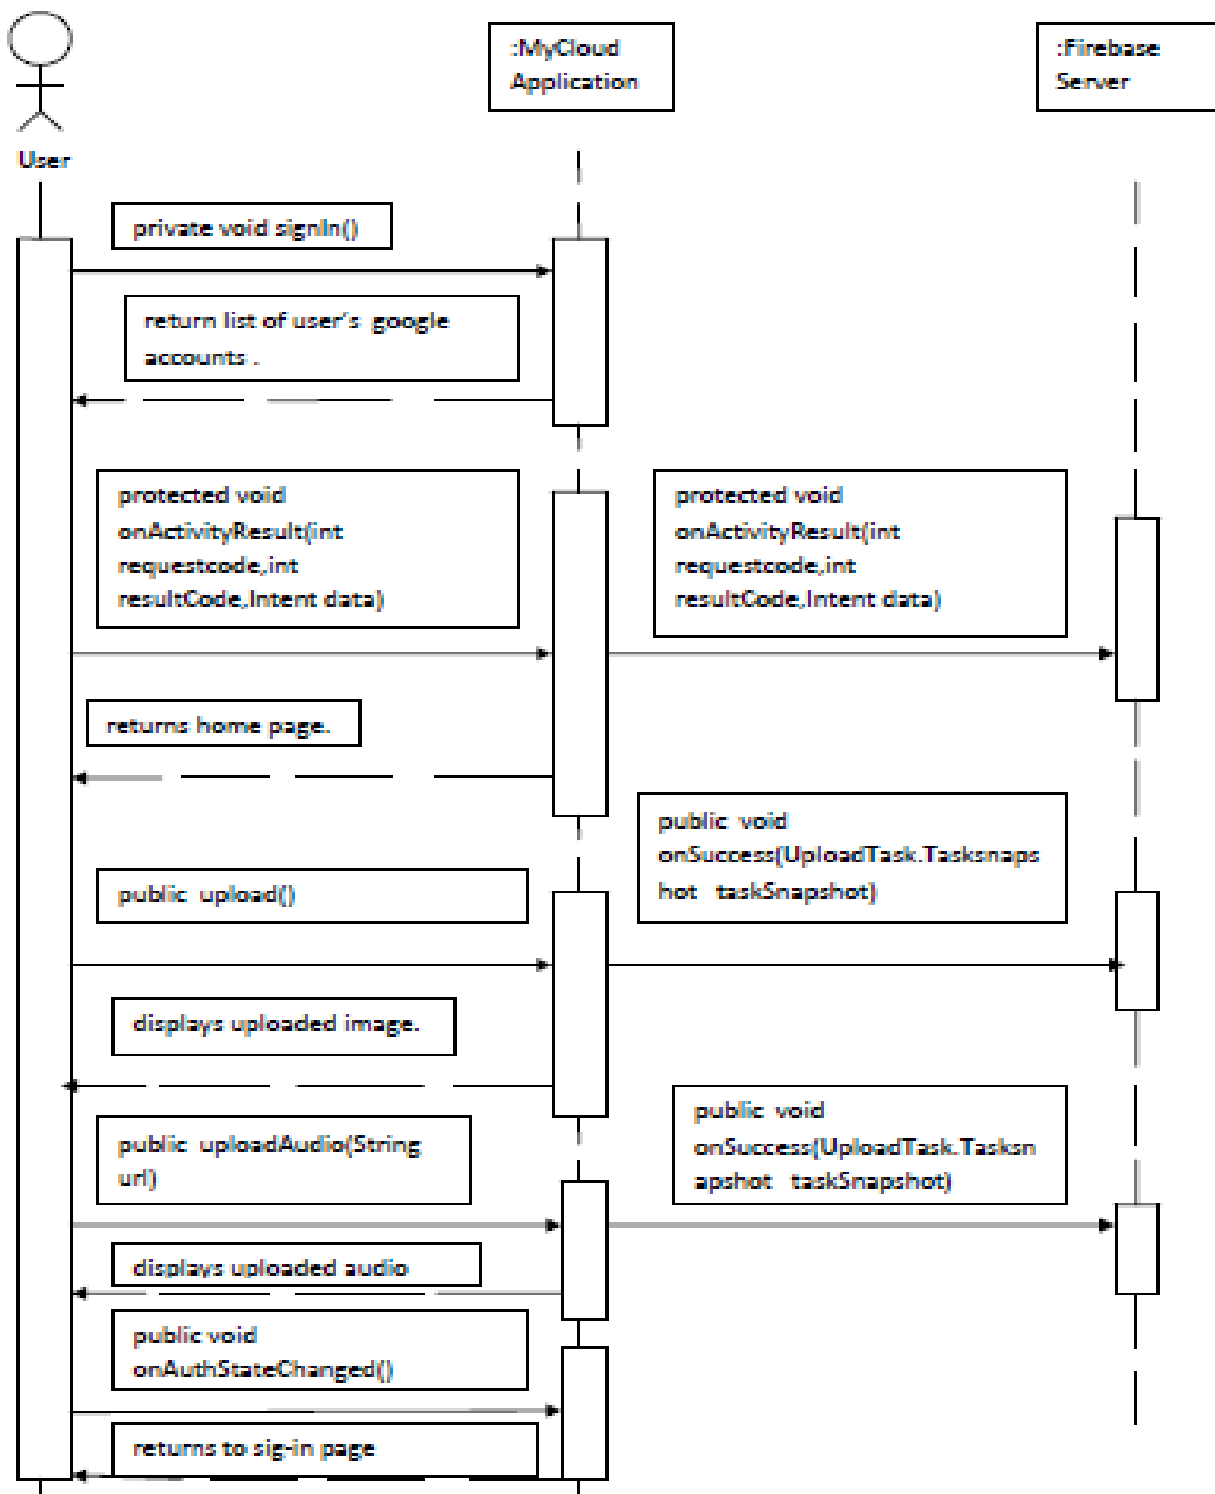 :MyCloud
Application
:Firebase
Server
User
private void signIn()
return list of user's google
accounts .
protected void
onActivityResult(int
requestcode,int
resultCode,Intent data)
protected void
onActivityResult(int
requestcode,int
resultCode,Intent data)
returns home page.
public void
onSuccess(UploadTask.Tasksnaps
hot taskSnapshot)
public upload()
displays uploaded image.
public void
onSuccess(UploadTask.Tasksn
apshot taskSnapshot)
public uploadAudio(String
url)
displays uploaded audio
public void
onAuthStateChanged()
returns to sig-in page